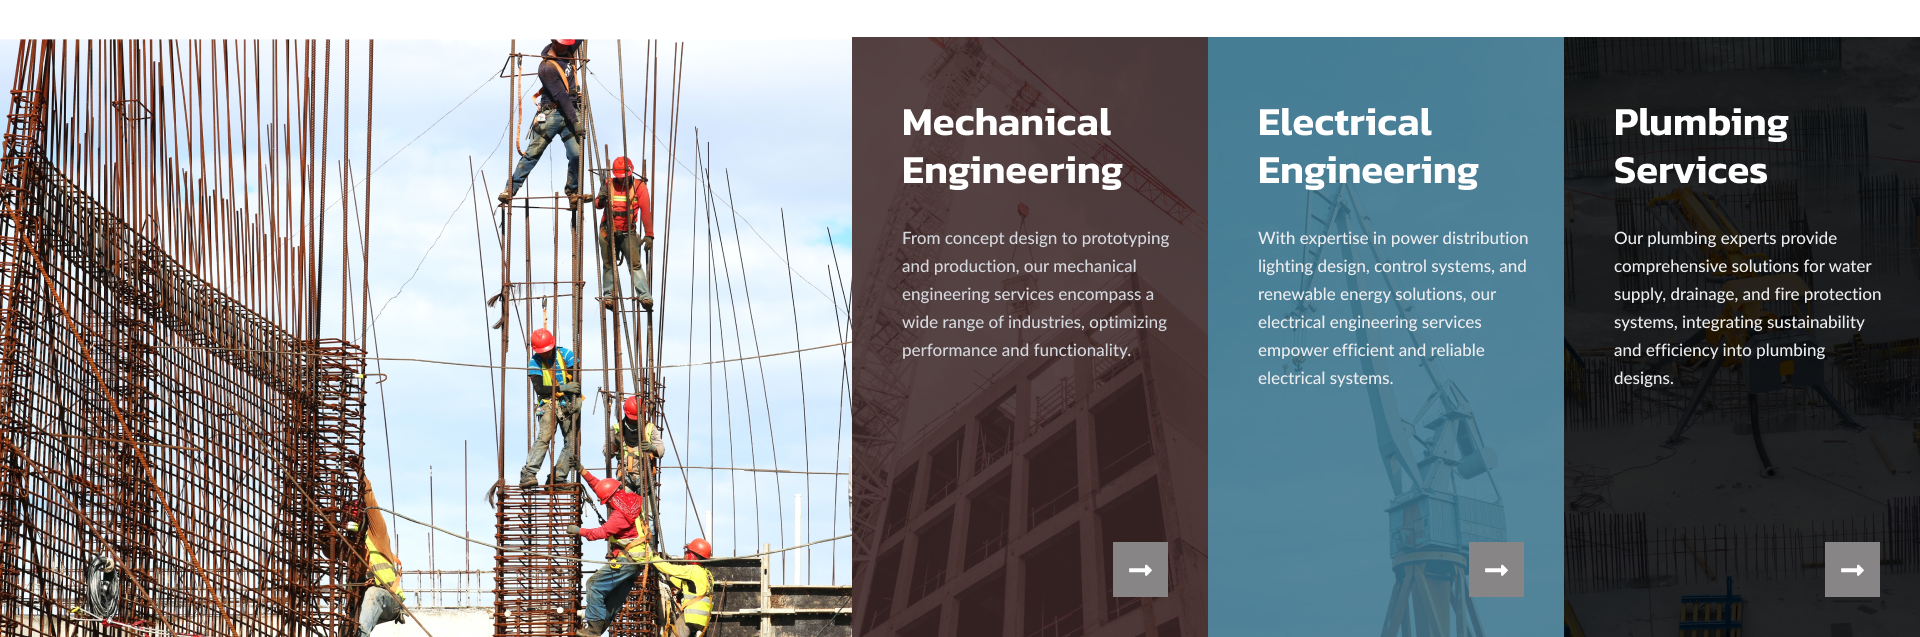 Mechanical
Engineering
From concept design to prototyping
and production, our mechanical
engineering services encompass a
wide range of industries, optimizing
performance and functionality.
Electrical
Engineering
With expertise in power distribution
lighting design, control systems, and
renewable energy solutions, our
electrical engineering services
empower efficient and reliable
electrical systems.
Plumbing
Services
Our plumbing experts provide
comprehensive solutions for water
supply, drainage, and fire protection
systems, integrating sustainability
and efficiency into plumbing
designs.